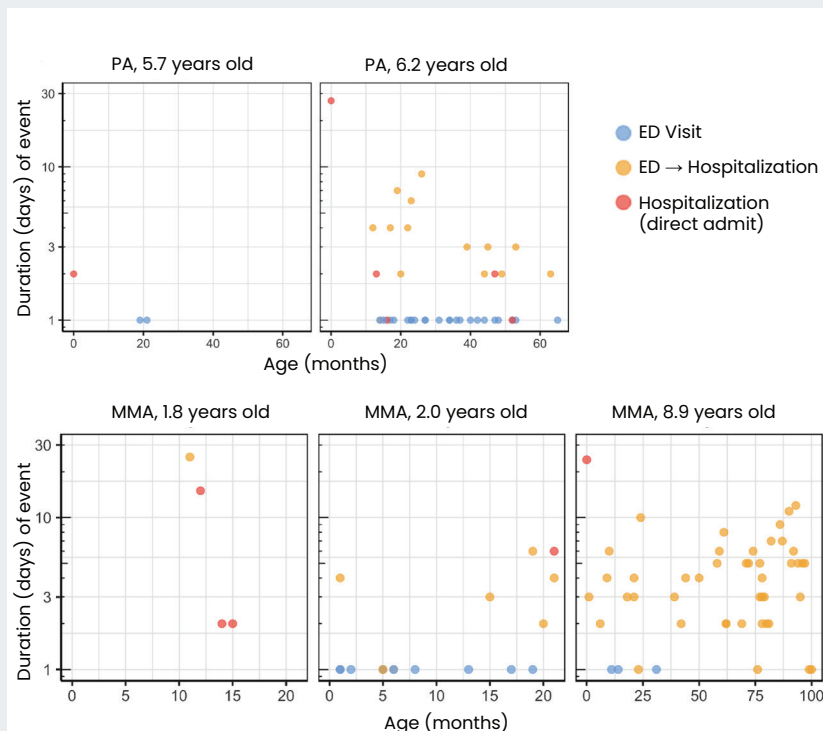 PA, 5.7 years old
PA, 6.2 years old
Duration (days) of event
30
10
3
1
0
20
40
60
0
20
40
60
Age (months)
ED Visit
ED → Hospitalization
Hospitalization
(direct admit)
MMA, 1.8 years old
MMA, 2.0 years old
MMA, 8.9 years old
Duration (days) of event
30
10
3
1
0
5
10
15
20
0
5
10
15
20
0
25
50
75
100
Age (months)